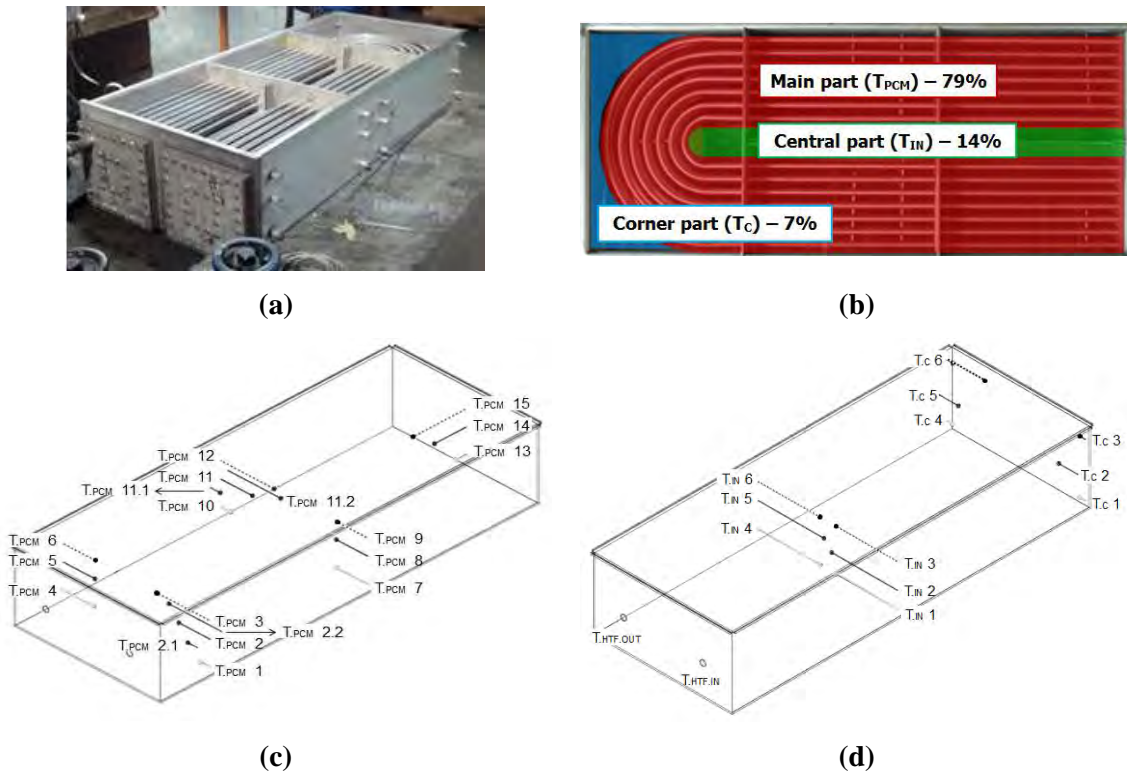 Main part (TPCM) – 79%
Central part (TIN) – 14%
Corner part (TC) – 7%
(a)
(b)
T.PCM 15
T.PCM 14
T.PCM 13
T.PCM 12
T.PCM 11
T.PCM 11.1
T.PCM 11.2
T.PCM 10
T.PCM 9
T.PCM 8
T.PCM 7
T.PCM 6
T.PCM 5
T.PCM 4
T.PCM 3
T.PCM 2.2
T.PCM 2
T.PCM 2.1
T.PCM 1
T.C 6
T.C 5
T.C 4
T.C 3
T.C 2
T.C 1
T.IN 6
T.IN 5
T.IN 4
T.IN 3
T.IN 2
T.IN 1
T.HTF.OUT
T.HTF.IN
(c)
(d)